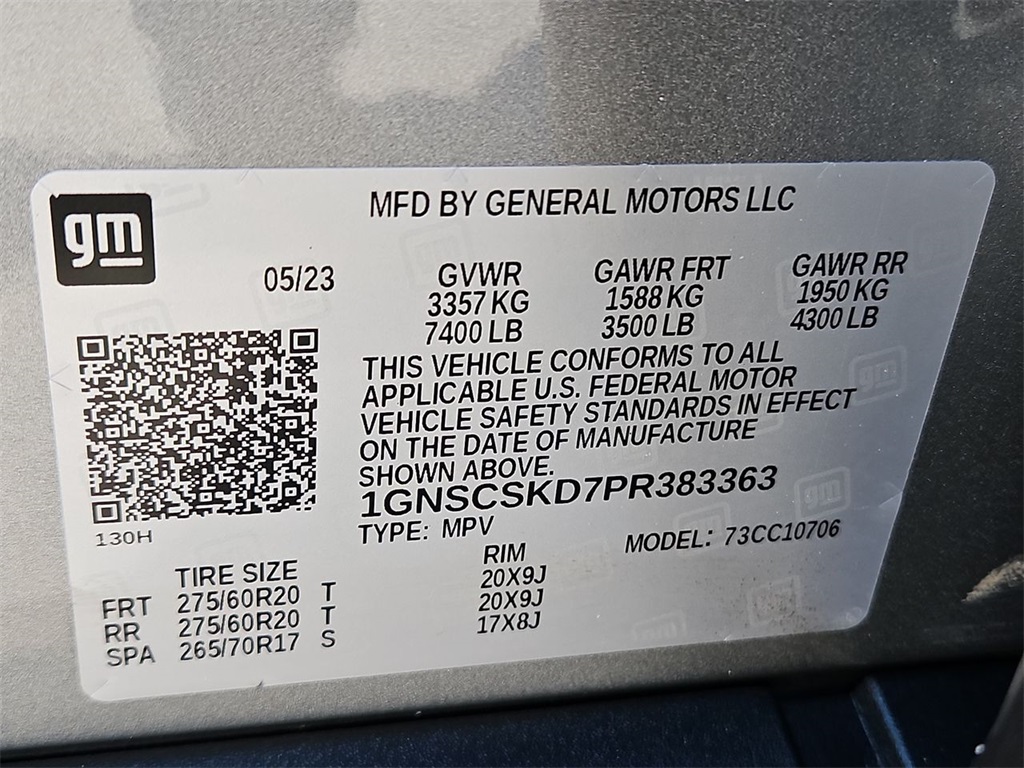 gm
MFD BY GENERAL MOTORS LLC
05/23 GVWR GAWR FRT GAWR RR
3357 KG 1588 KG 1950 KG
7400 LB 3500 LB 4300 LB
THIS VEHICLE CONFORMS TO ALL
APPLICABLE U.S. FEDERAL MOTOR
VEHICLE SAFETY STANDARDS IN EFFECT
ON THE DATE OF MANUFACTURE
SHOWN ABOVE.
1GNSCSKD7PR383363
130H
TYPE: MPV MODEL: 73CC10706
TIRE SIZE RIM
FRT 275/60R20 T 20X9J
RR 275/60R20 T 20X9J
SPA 265/70R17 S 17X8J